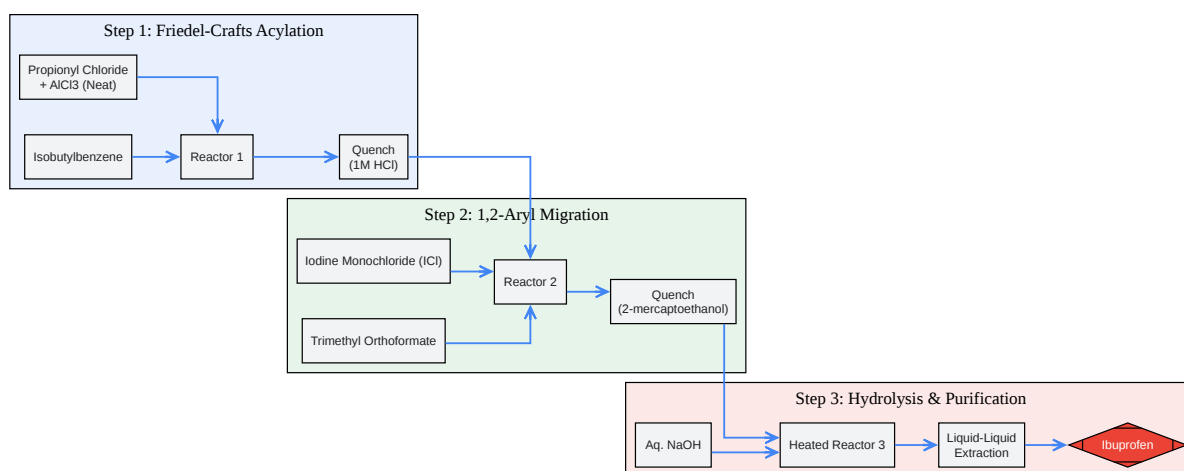 Step 1: Friedel-Crafts Acylation
Propionyl Chloride
+ AlCl3 (Neat)
Isobutylbenzene
Reactor 1
Quench
(1M HCl)
Step 2: 1,2-Aryl Migration
Iodine Monochloride (ICl)
Reactor 2
Quench
(2-mercaptoethanol)
Trimethyl Orthoformate
Step 3: Hydrolysis & Purification
Aq. NaOH
Heated Reactor 3
Liquid-Liquid
Extraction
Ibuprofen